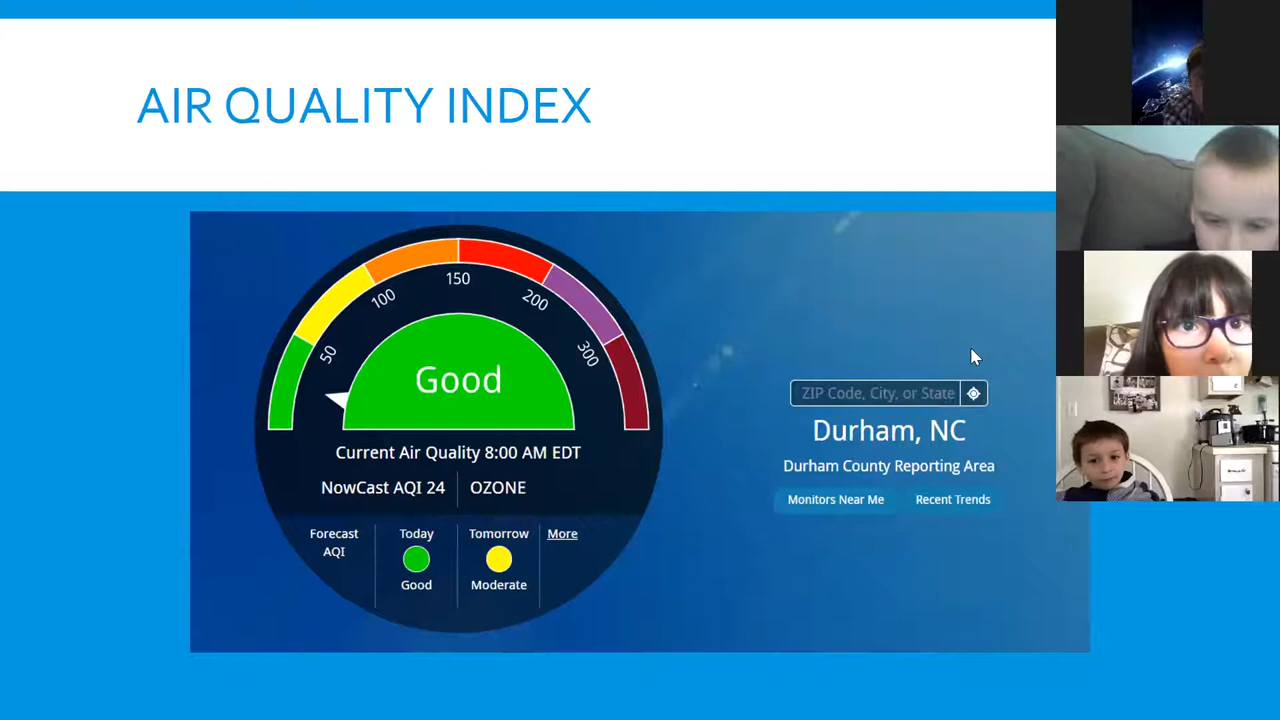 AIR QUALITY INDEX
50
100
150
200
300
Good
Current Air Quality 8:00 AM EDT
NowCast AQI 24
OZONE
Forecast
AQI
Today
Good
Tomorrow
Moderate
More
ZIP Code, City, or State
Durham, NC
Durham County Reporting Area
Monitors Near Me
Recent Trends